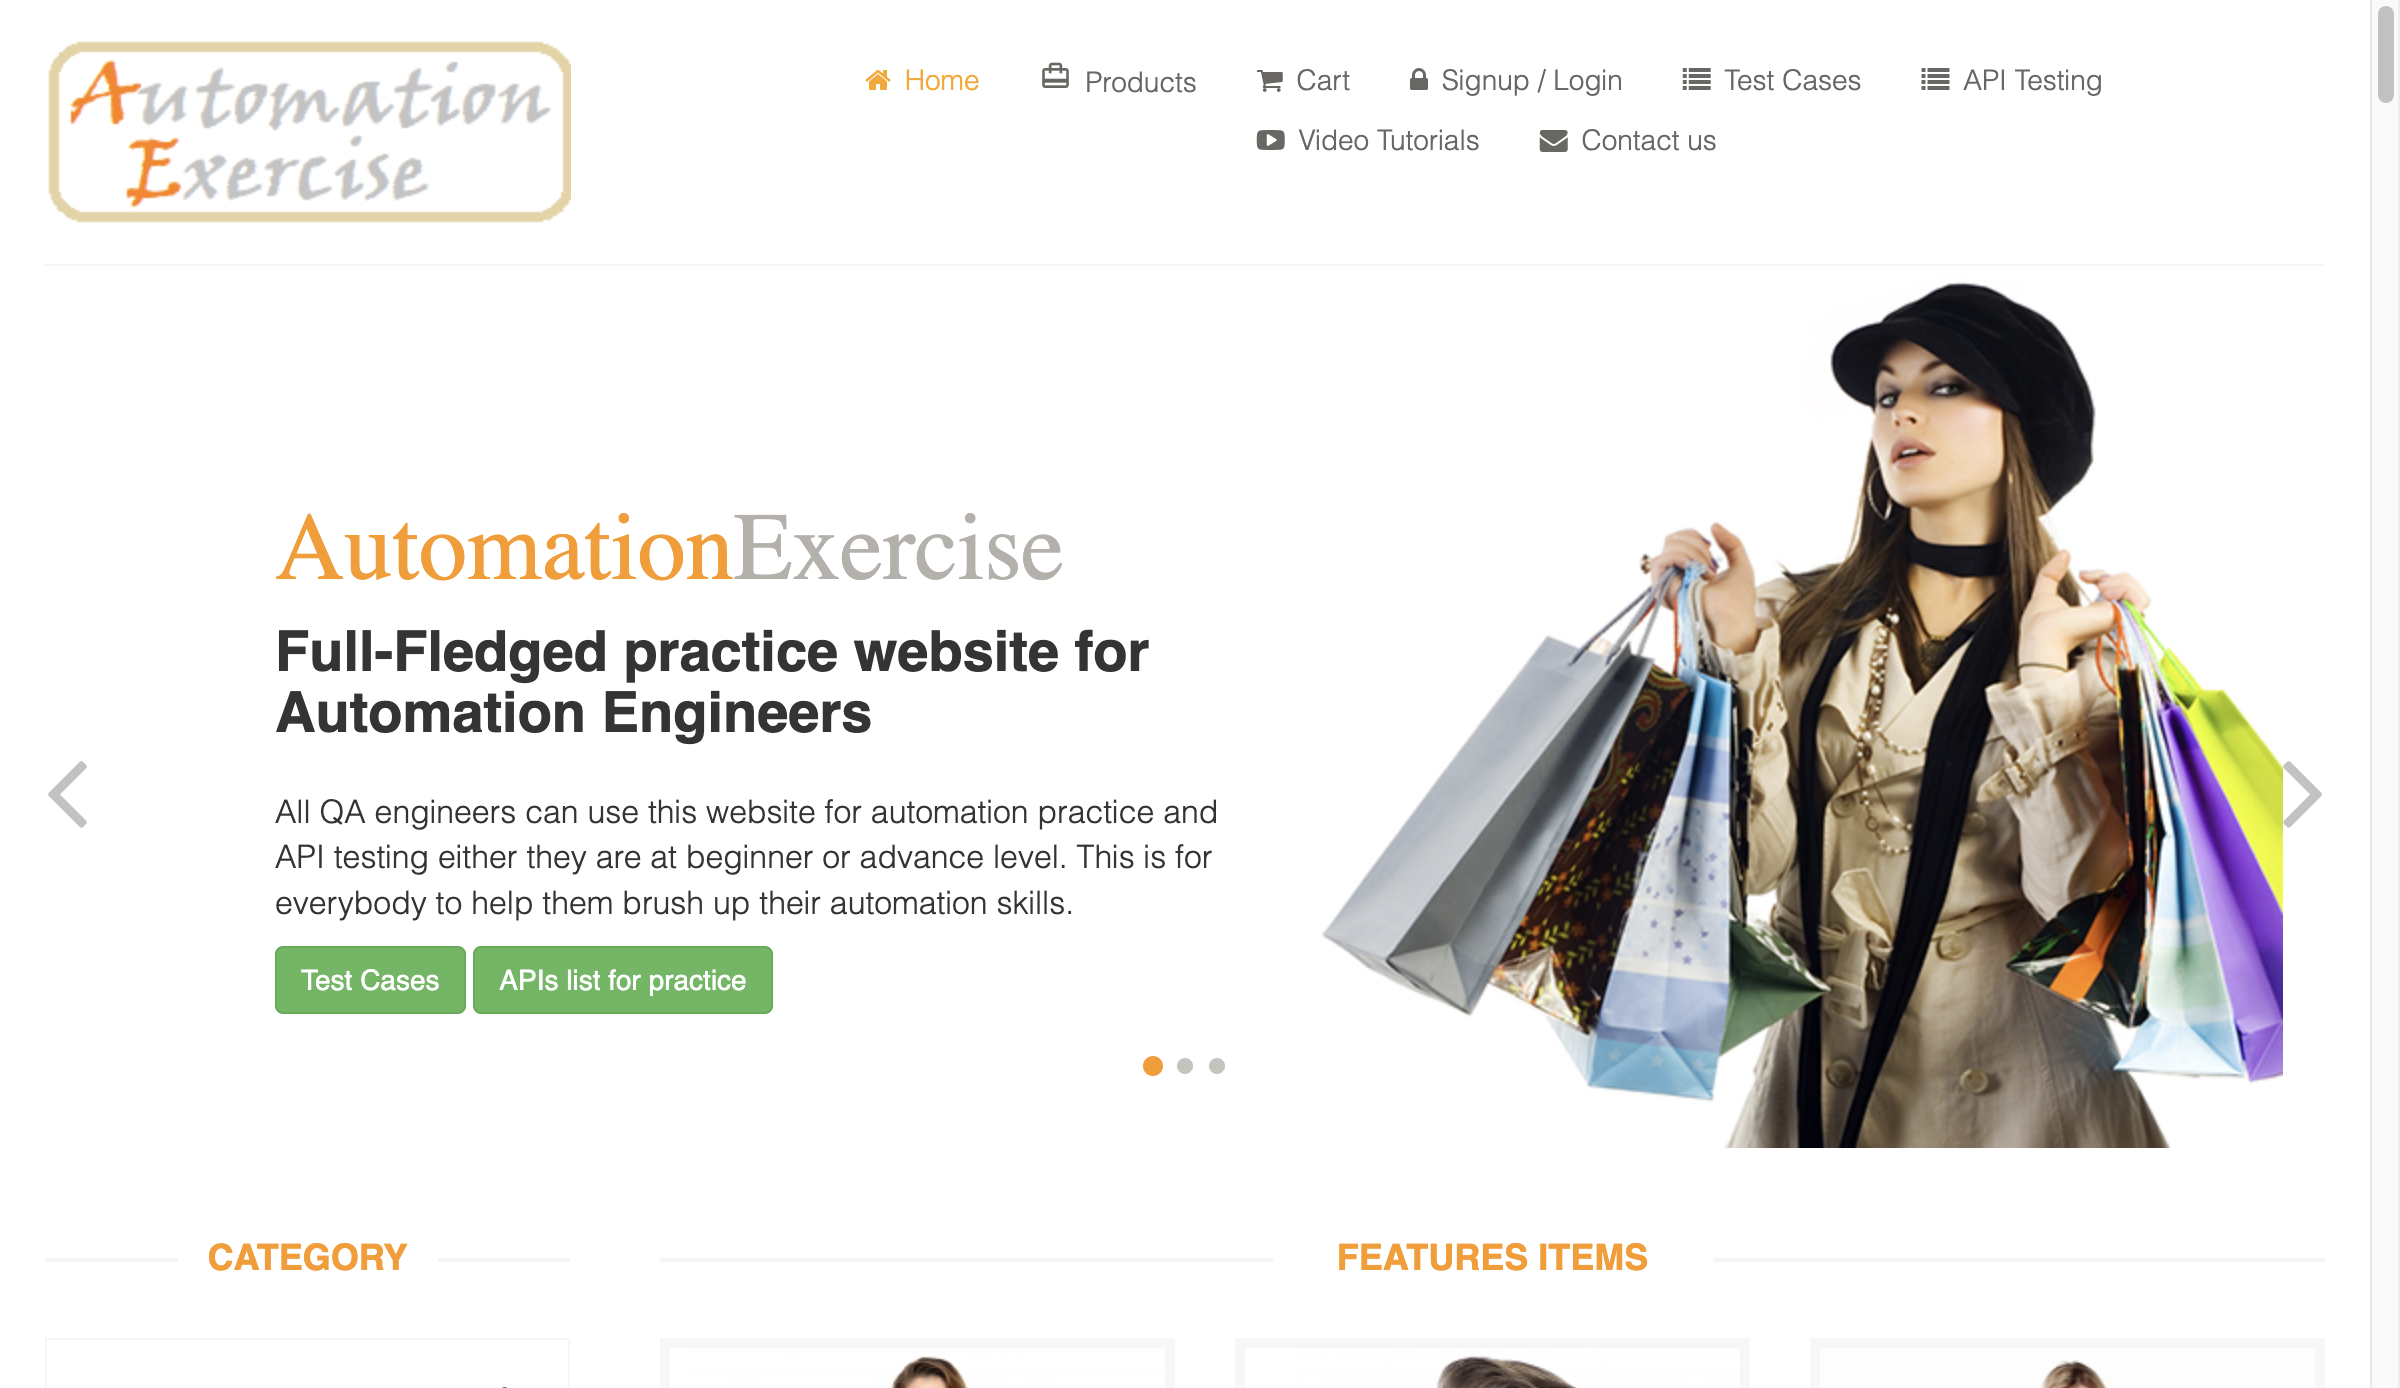 Automation
Exercise
Home
Products
Cart
Signup / Login
Test Cases
API Testing
Video Tutorials
Contact us
AutomationExercise
Full-Fledged practice website for
Automation Engineers
All QA engineers can use this website for automation practice and
API testing either they are at beginner or advance level. This is for
everybody to help them brush up their automation skills.
Test Cases
APIs list for practice
CATEGORY
FEATURES ITEMS